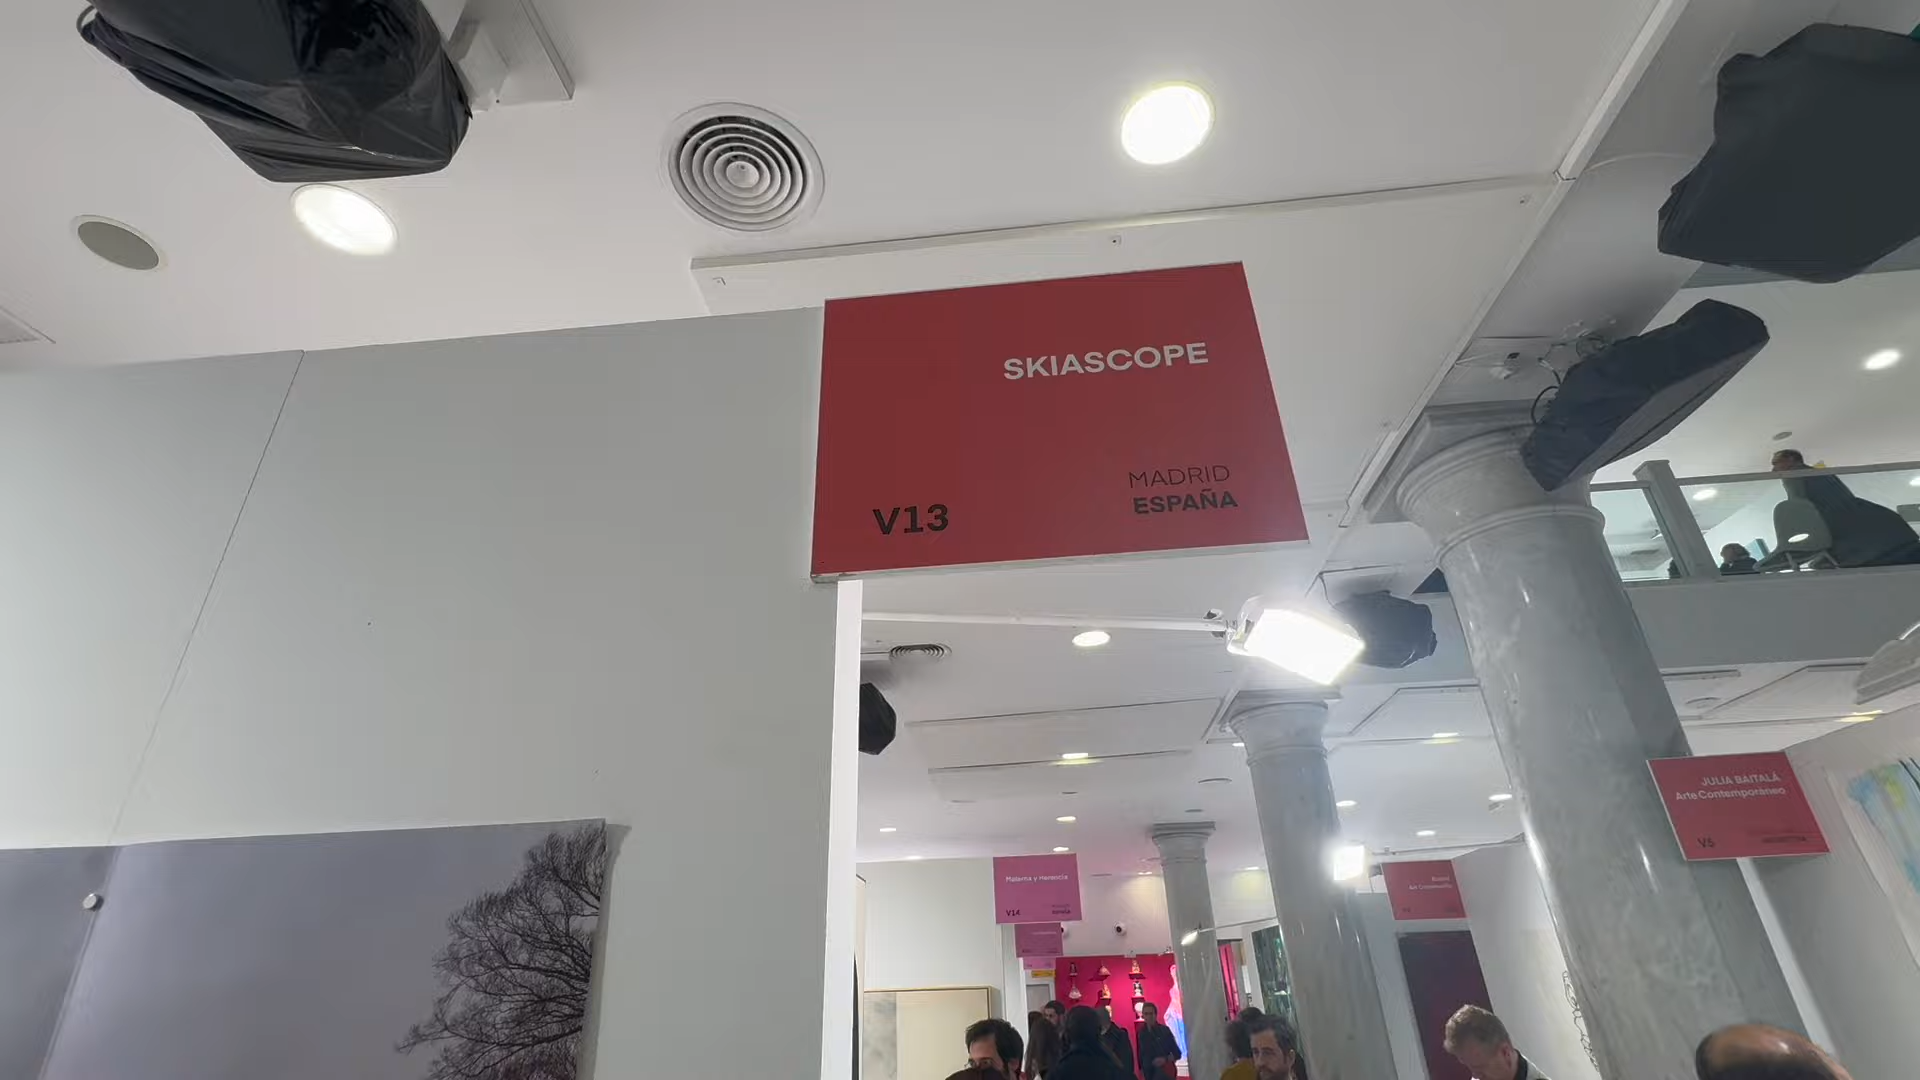 SKIASCOPE
MADRID
V13 ESPAÑA
JULIA BAITALÁ
Arte Contemporáneo
V5
Materna y Herencia
V14